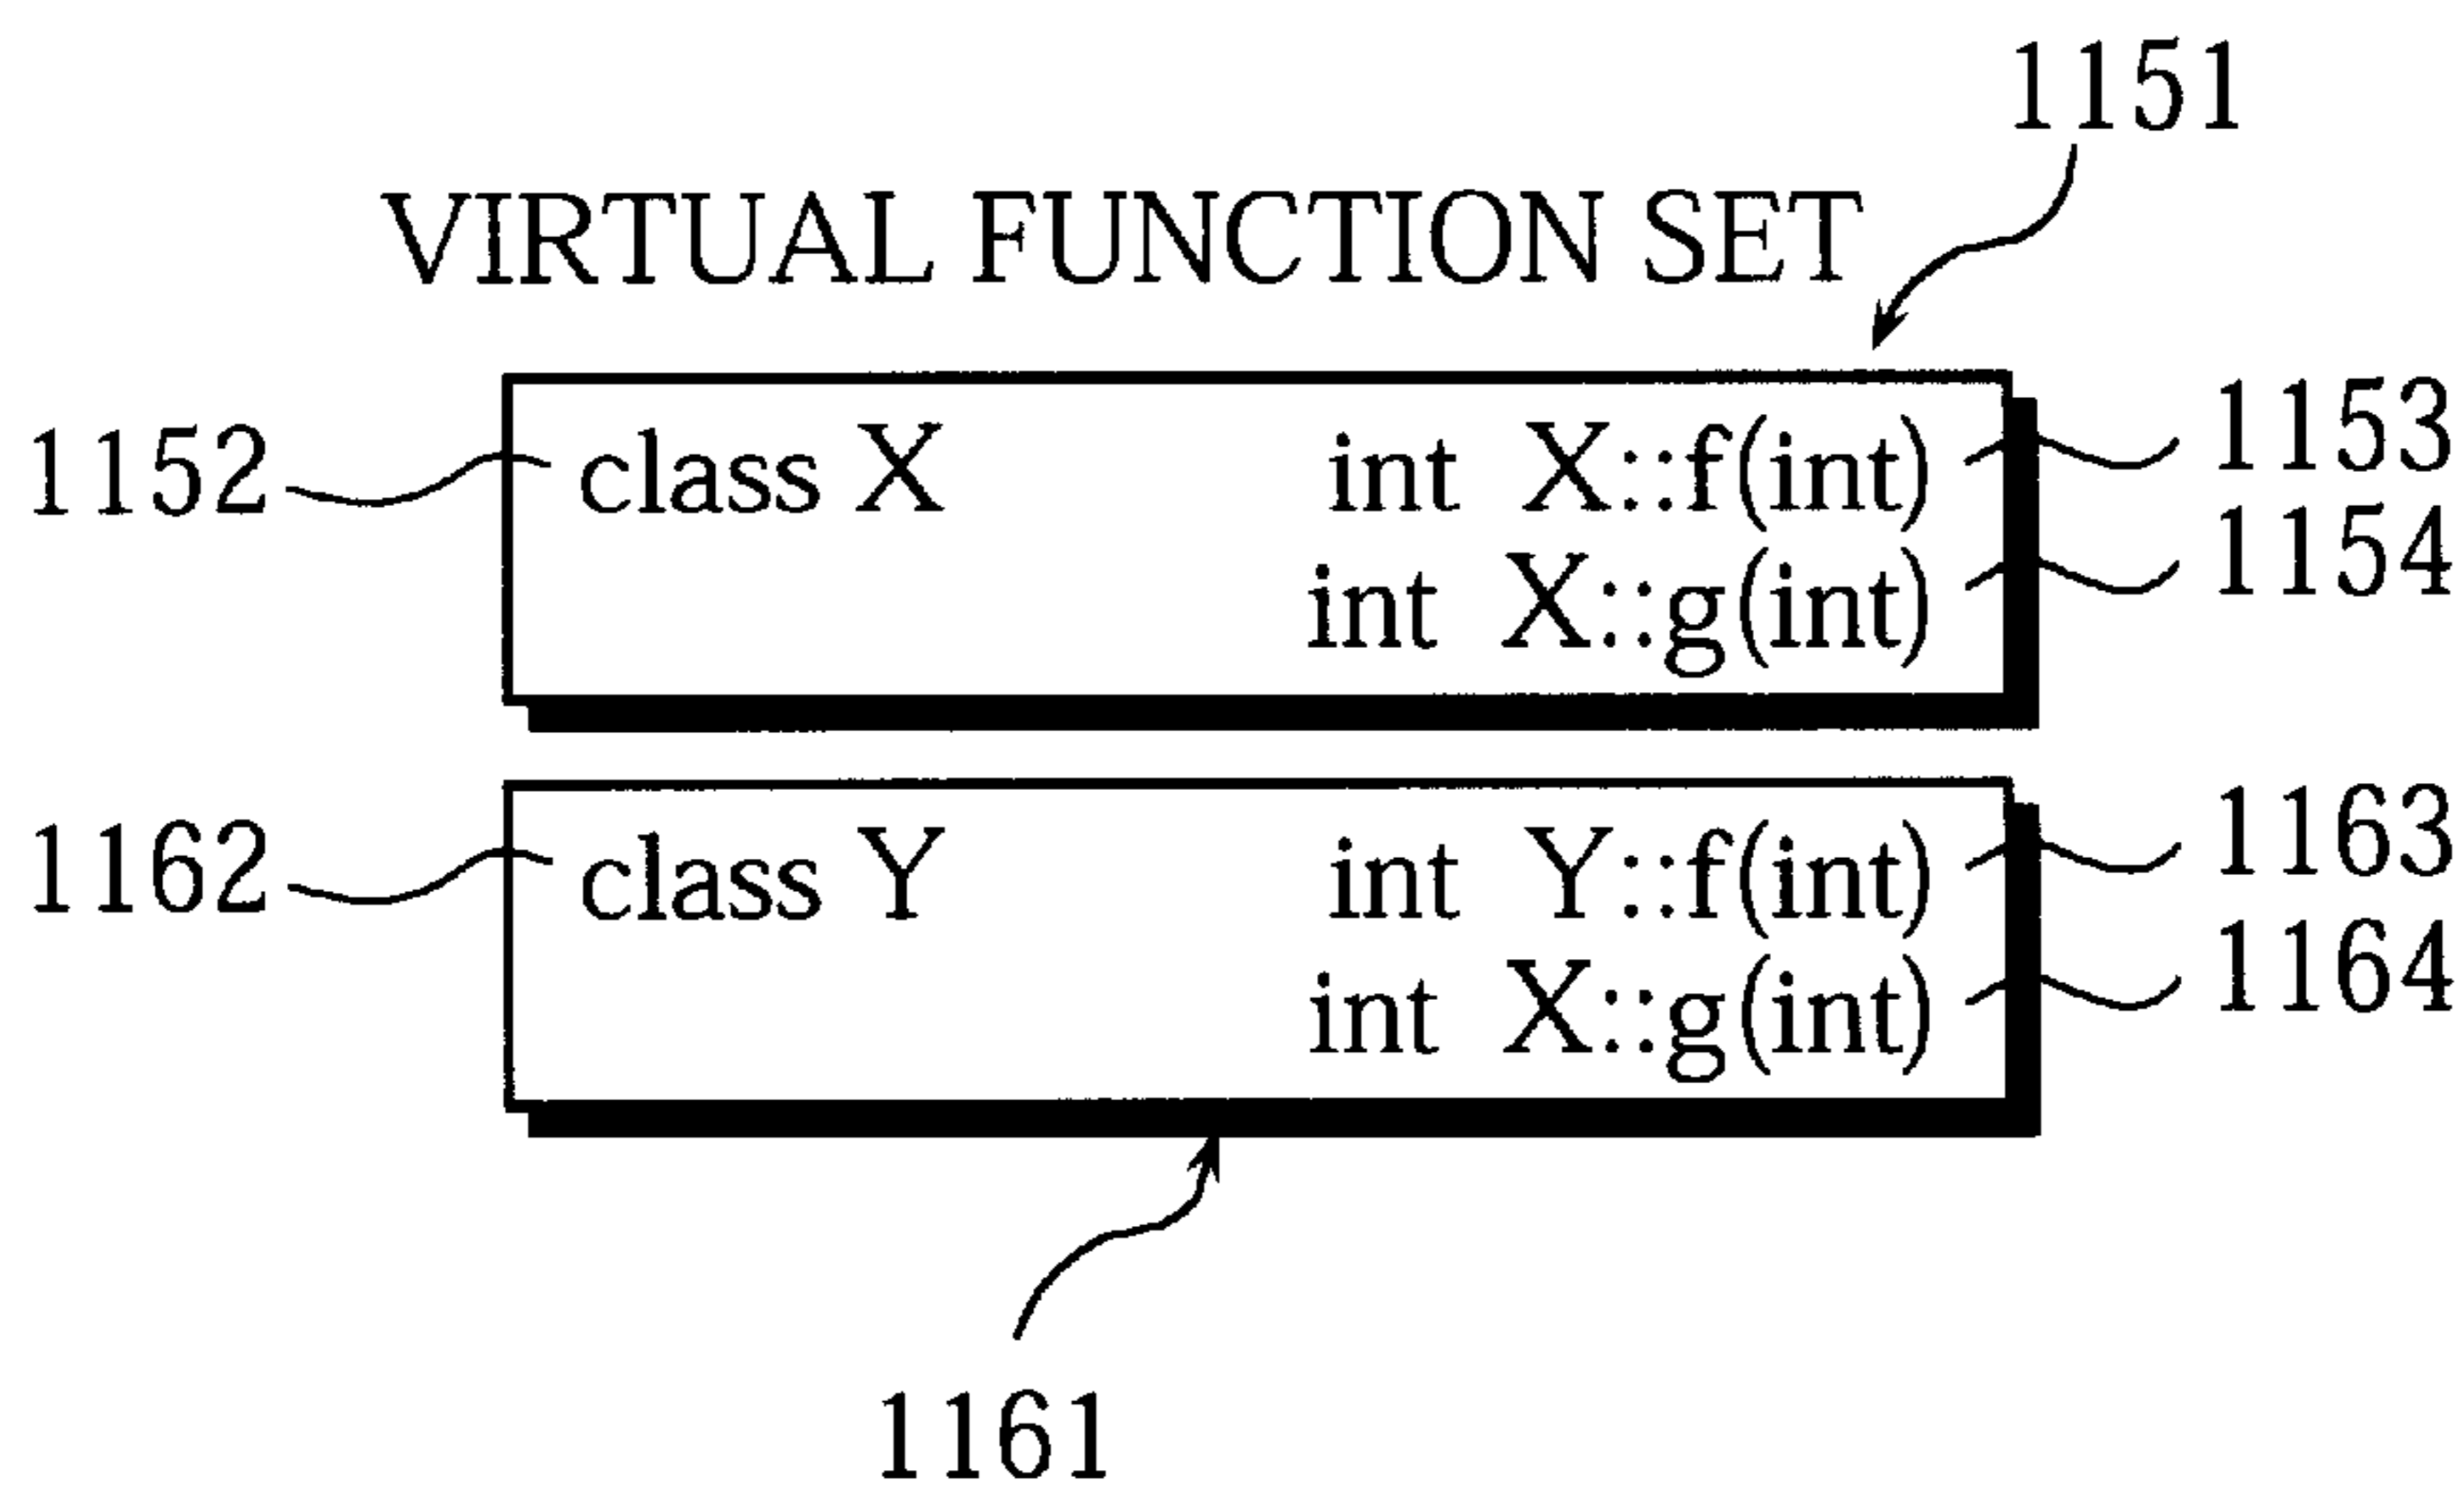 1151
VIRTUAL FUNCTION SET
1152 class X int X::f(int) 1153
int X::g(int) 1154
1162 class Y int Y::f(int) 1163
int X::g(int) 1164
1161